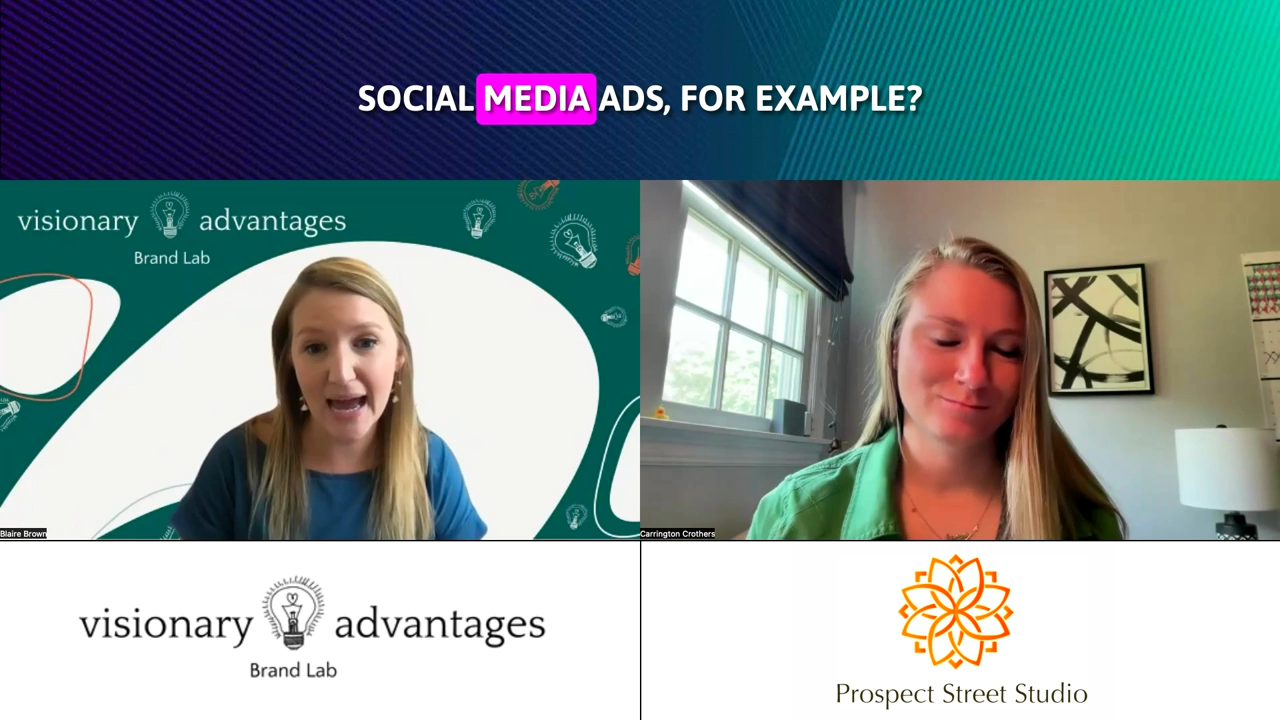 SOCIAL MEDIA ADS, FOR EXAMPLE?
visionary advantages
Brand Lab
Blaire Brown
Carrington Crothers
visionary advantages
Brand Lab
Prospect Street Studio